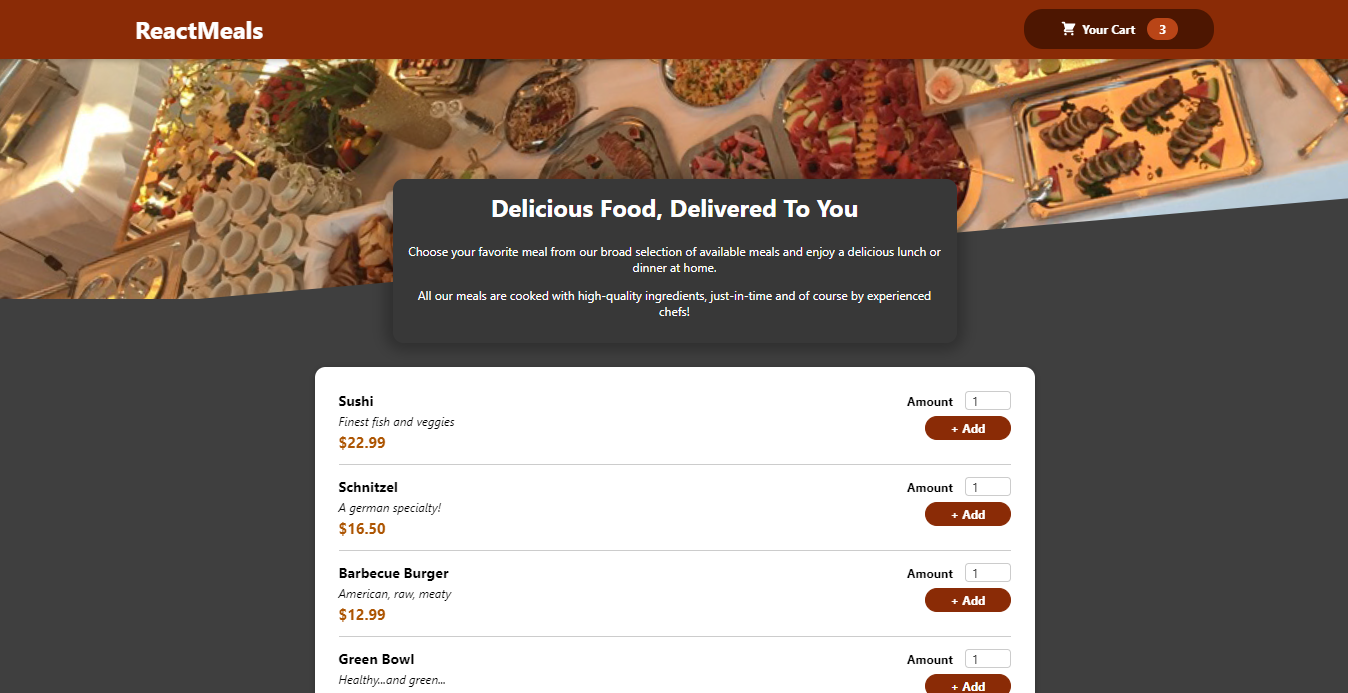 ReactMeals
Your Cart 3
Delicious Food, Delivered To You
Choose your favorite meal from our broad selection of available meals and enjoy a delicious lunch or
dinner at home.
All our meals are cooked with high-quality ingredients, just-in-time and of course by experienced
chefs!
Sushi
Finest fish and veggies
$22.99
Amount 1
+ Add
Schnitzel
A german specialty!
$16.50
Amount 1
+ Add
Barbecue Burger
American, raw, meaty
$12.99
Amount 1
+ Add
Green Bowl
Healthy...and green...
Amount 1
+ Add